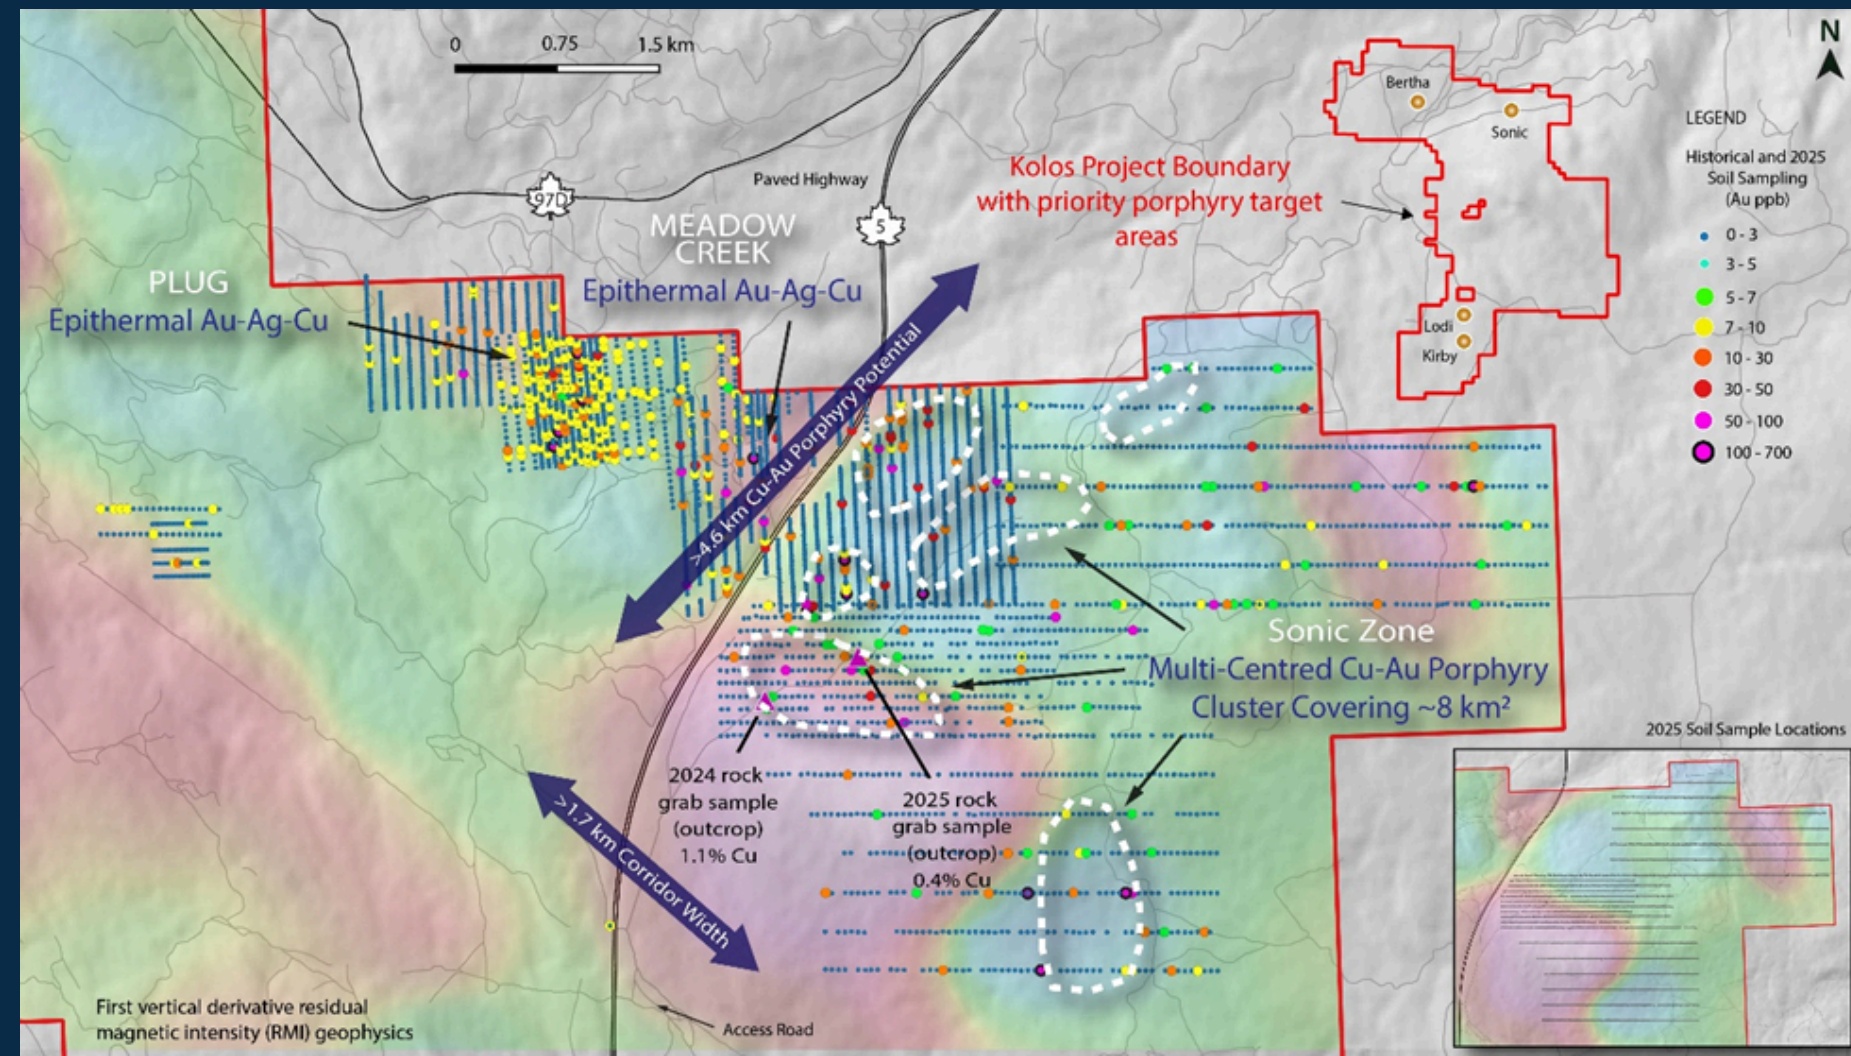 0 0.75 1.5 km
N
Bertha
Sonic
Lodi
Kirby
Kolos Project Boundary
with priority porphyry target
areas
LEGEND
Historical and 2025
Soil Sampling
(Au ppb)
0 - 3
3 - 5
5 - 7
7 - 10
10 - 30
30 - 50
50 - 100
100 - 700
Paved Highway
97D
5
MEADOW
CREEK
Epithermal Au-Ag-Cu
PLUG
Epithermal Au-Ag-Cu
>4.6 km Cu-Au Porphyry Potential
Sonic Zone
Multi-Centred Cu-Au Porphyry
Cluster Covering ~8 km²
2024 rock
grab sample
(outcrop)
1.1% Cu
2025 rock
grab sample
(outcrop)
0.4% Cu
>1.7 km Corridor Width
2025 Soil Sample Locations
First vertical derivative residual
magnetic intensity (RMI) geophysics
Access Road